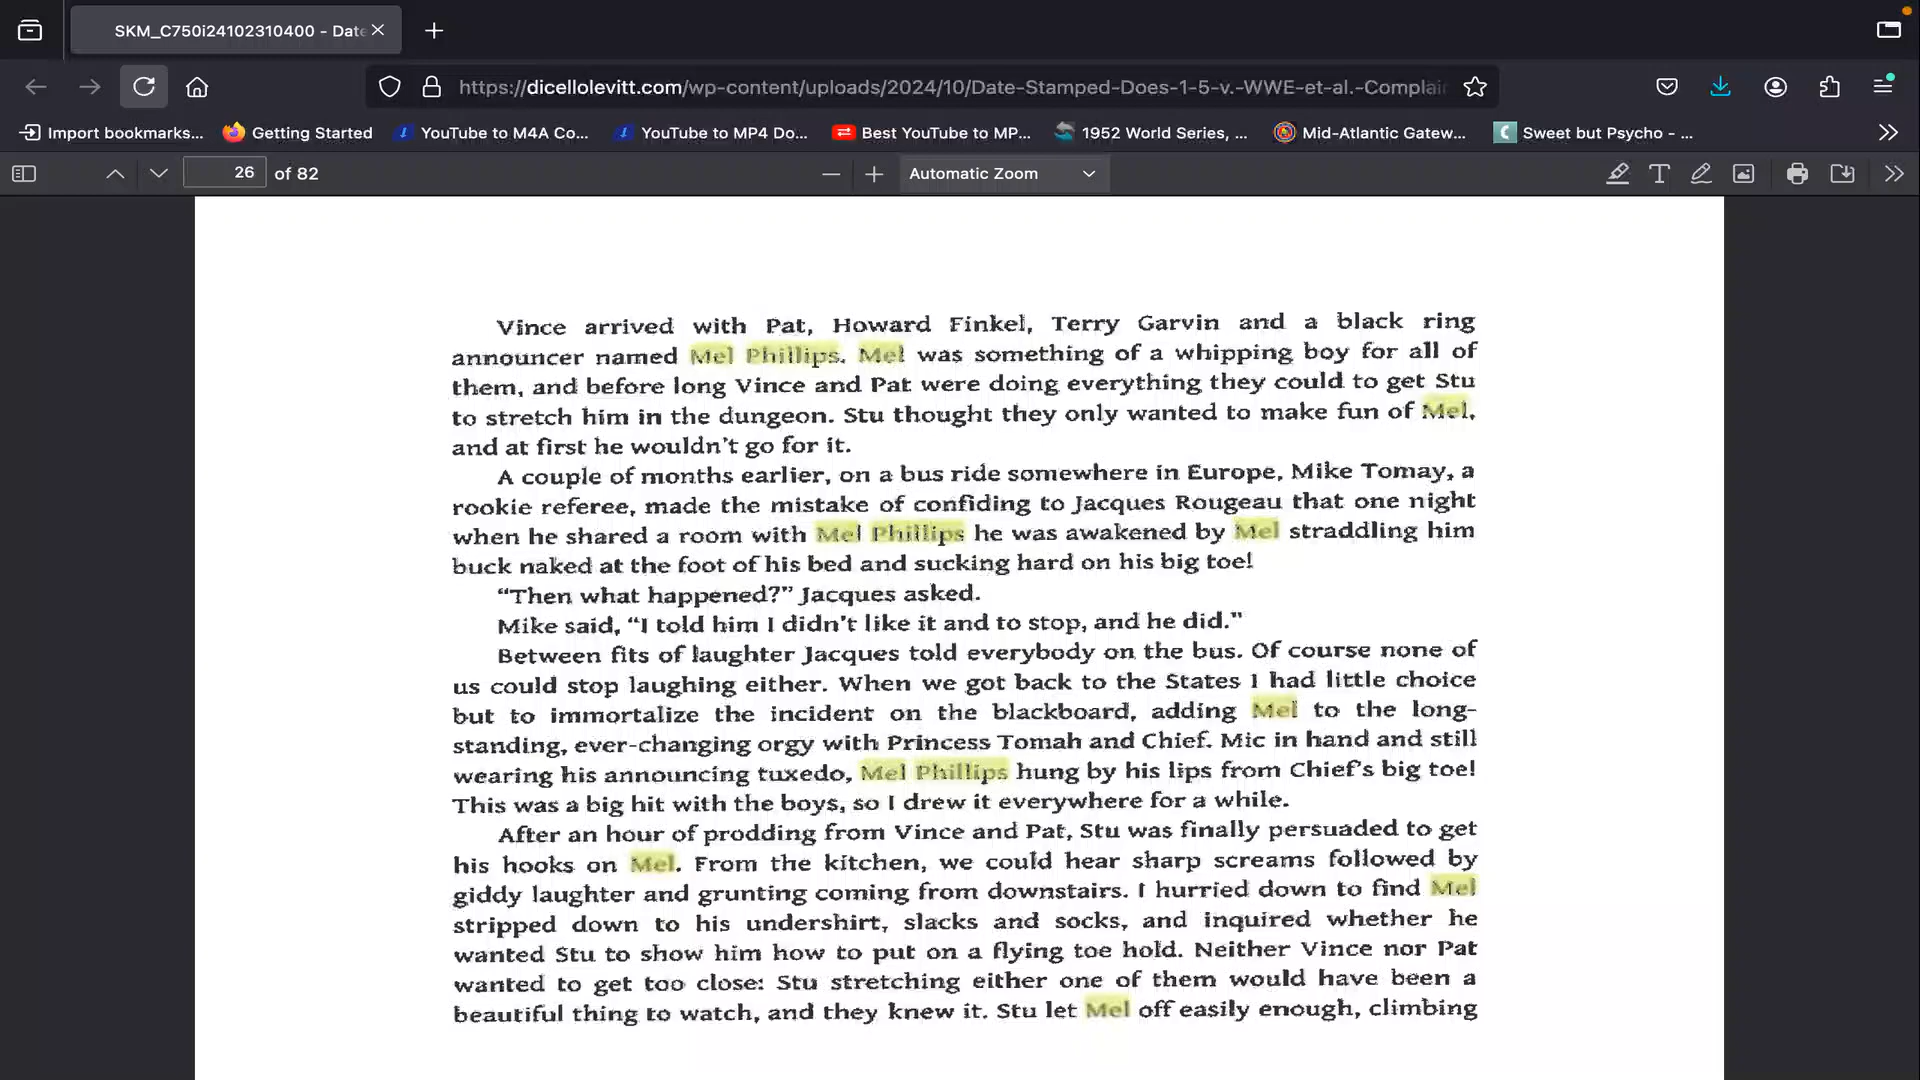 SKM_C750i24102310400 - Date
https://dicellolevitt.com/wp-content/uploads/2024/10/Date-Stamped-Does-1-5-v.-WWE-et-al.-Complain
Import bookmarks... Getting Started YouTube to M4A Co... YouTube to MP4 Do... Best YouTube to MP... 1952 World Series, ... Mid-Atlantic Gatew... Sweet but Psycho - ...
26 of 82 Automatic Zoom
Vince arrived with Pat, Howard Finkel, Terry Garvin and a black ring
announcer named Mel Phillips. Mel was something of a whipping boy for all of
them, and before long Vince and Pat were doing everything they could to get Stu
to stretch him in the dungeon. Stu thought they only wanted to make fun of Mel,
and at first he wouldn't go for it.
A couple of months earlier, on a bus ride somewhere in Europe, Mike Tomay, a
rookie referee, made the mistake of confiding to Jacques Rougeau that one night
when he shared a room with Mel Phillips he was awakened by Mel straddling him
buck naked at the foot of his bed and sucking hard on his big toe!
“Then what happened?” Jacques asked.
Mike said, “I told him I didn't like it and to stop, and he did.”
Between fits of laughter Jacques told everybody on the bus. Of course none of
us could stop laughing either. When we got back to the States I had little choice
but to immortalize the incident on the blackboard, adding Mel to the long-
standing, ever-changing orgy with Princess Tomah and Chief. Mic in hand and still
wearing his announcing tuxedo, Mel Phillips hung by his lips from Chief's big toe!
This was a big hit with the boys, so I drew it everywhere for a while.
After an hour of prodding from Vince and Pat, Stu was finally persuaded to get
his hooks on Mel. From the kitchen, we could hear sharp screams followed by
giddy laughter and grunting coming from downstairs. I hurried down to find Mel
stripped down to his undershirt, slacks and socks, and inquired whether he
wanted Stu to show him how to put on a flying toe hold. Neither Vince nor Pat
wanted to get too close: Stu stretching either one of them would have been a
beautiful thing to watch, and they knew it. Stu let Mel off easily enough, climbing